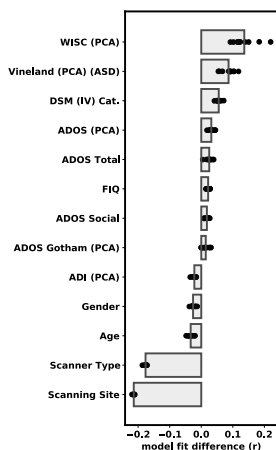 WISC (PCA)
Vineland (PCA) (ASD)
DSM (IV) Cat.
ADOS (PCA)
ADOS Total
FIQ
ADOS Social
ADOS Gotham (PCA)
ADI (PCA)
Gender
Age
Scanner Type
Scanning Site
−0.2 −0.1 0.0 0.1 0.2
model fit difference (r)